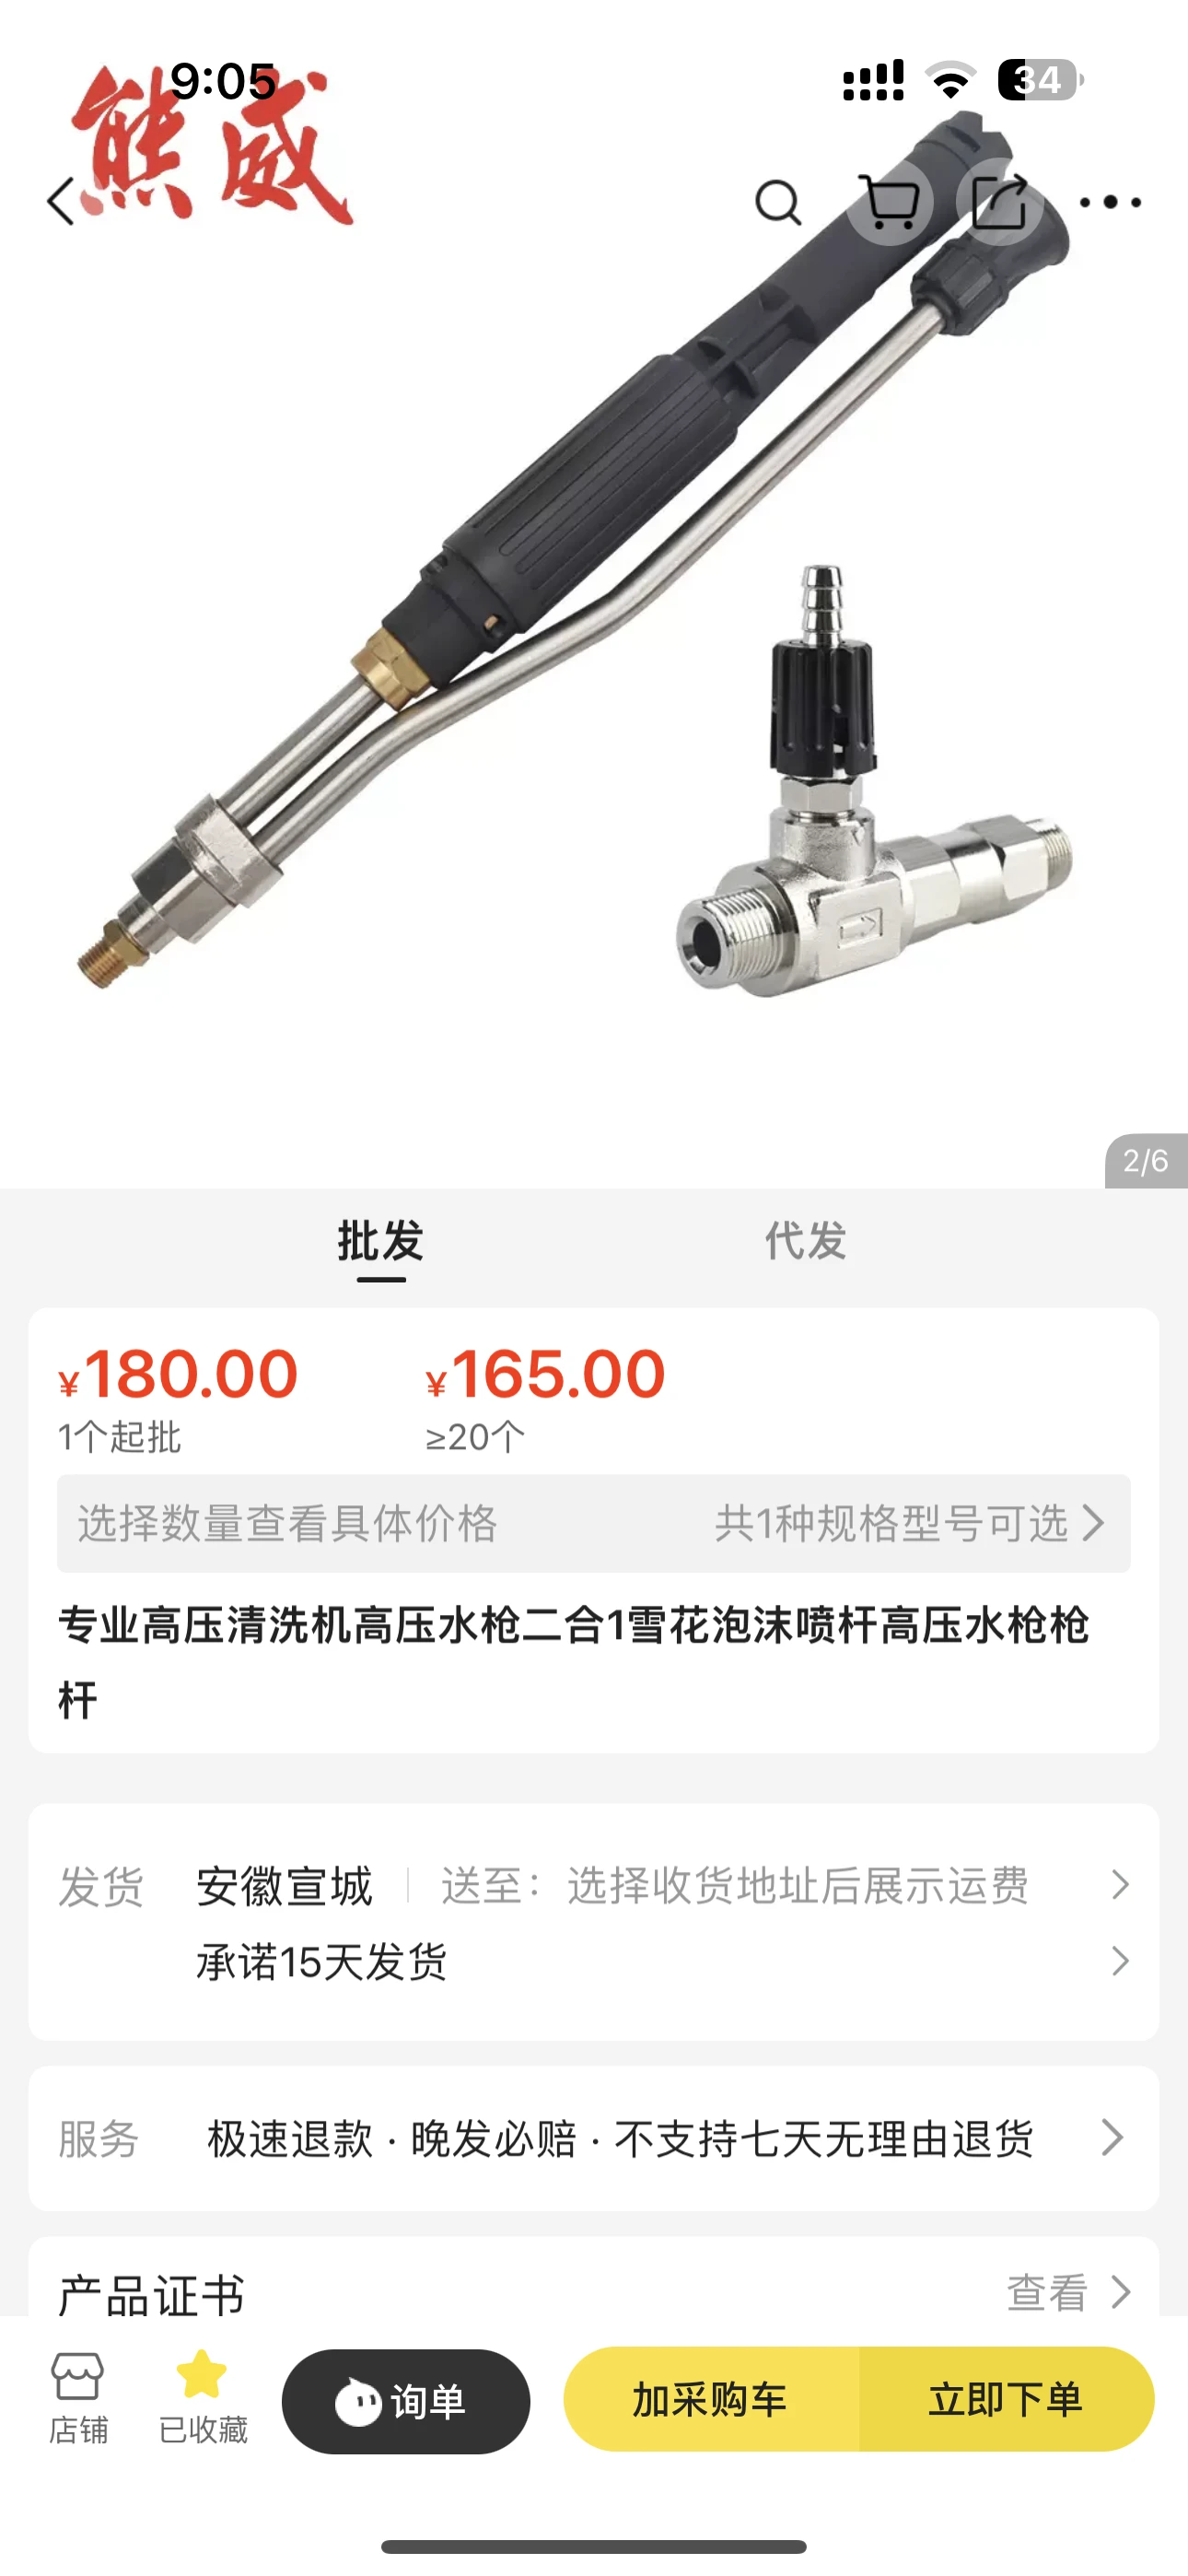 9:05
34
熊威
2/6
批发
代发
¥180.00
¥165.00
1个起批
≥20个
选择数量查看具体价格
共1种规格型号可选
专业高压清洗机高压水枪二合1雪花泡沫喷杆高压水枪枪
杆
发货
安徽宣城
送至：选择收货地址后展示运费
承诺15天发货
服务
极速退款 · 晚发必赔 · 不支持七天无理由退货
产品证书
查看
店铺
已收藏
询单
加采购车
立即下单